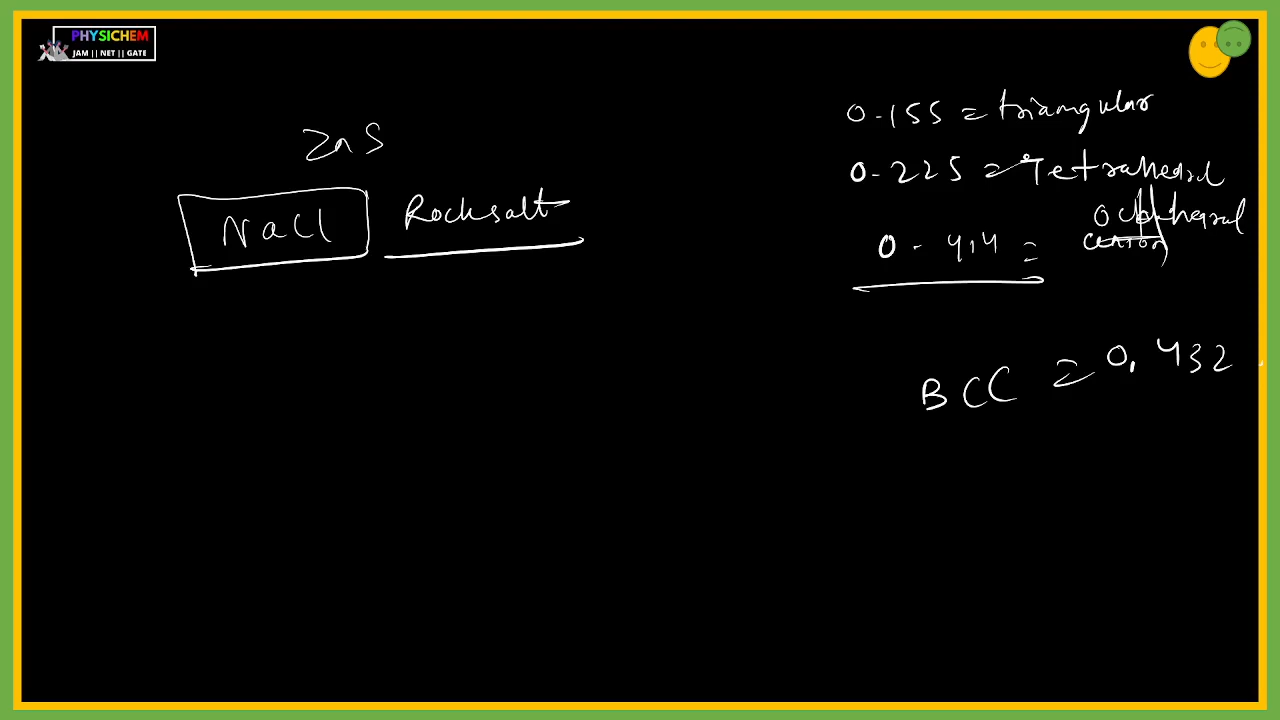 PHYSICHEM
JAM || NET || GATE
ZnS
NaCl Rocksalt
0.155 = triangular
0.225 = Tetrahedral
octahedral
0.414 =
BCC = 0.432